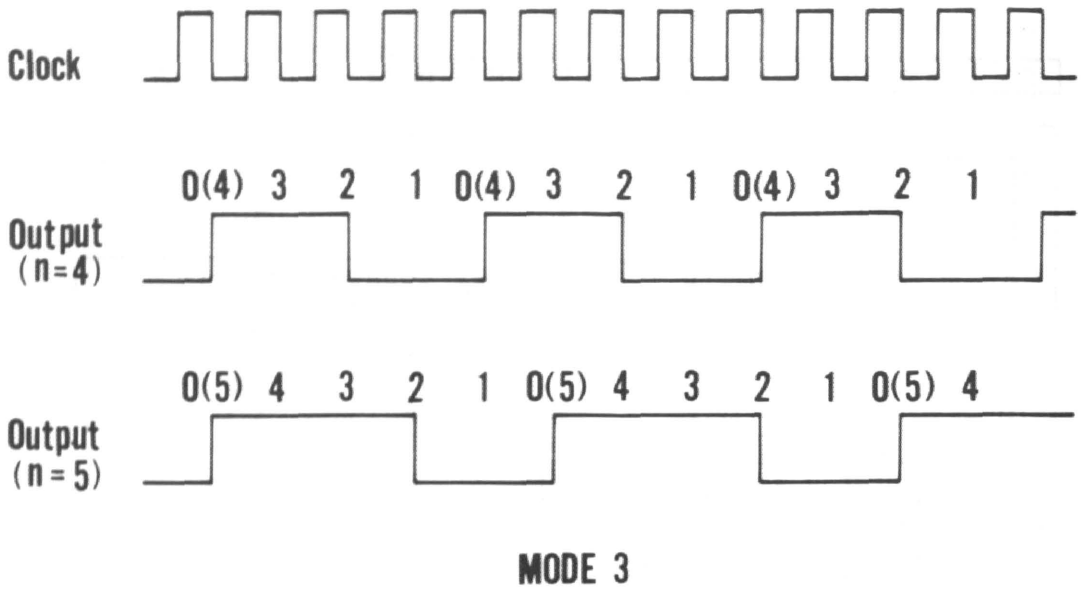 Clock
0(4) 3 2 1 0(4) 3 2 1 0(4) 3 2 1
Output
(n=4)
0(5) 4 3 2 1 0(5) 4 3 2 1 0(5) 4
Output
(n=5)
MODE 3